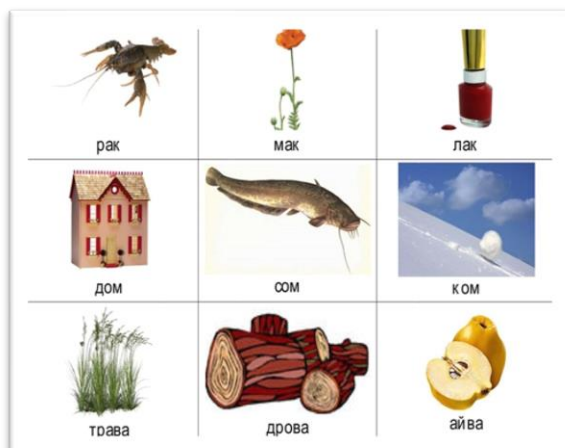 рак мак лак
дом сом ком
трава дрова айва